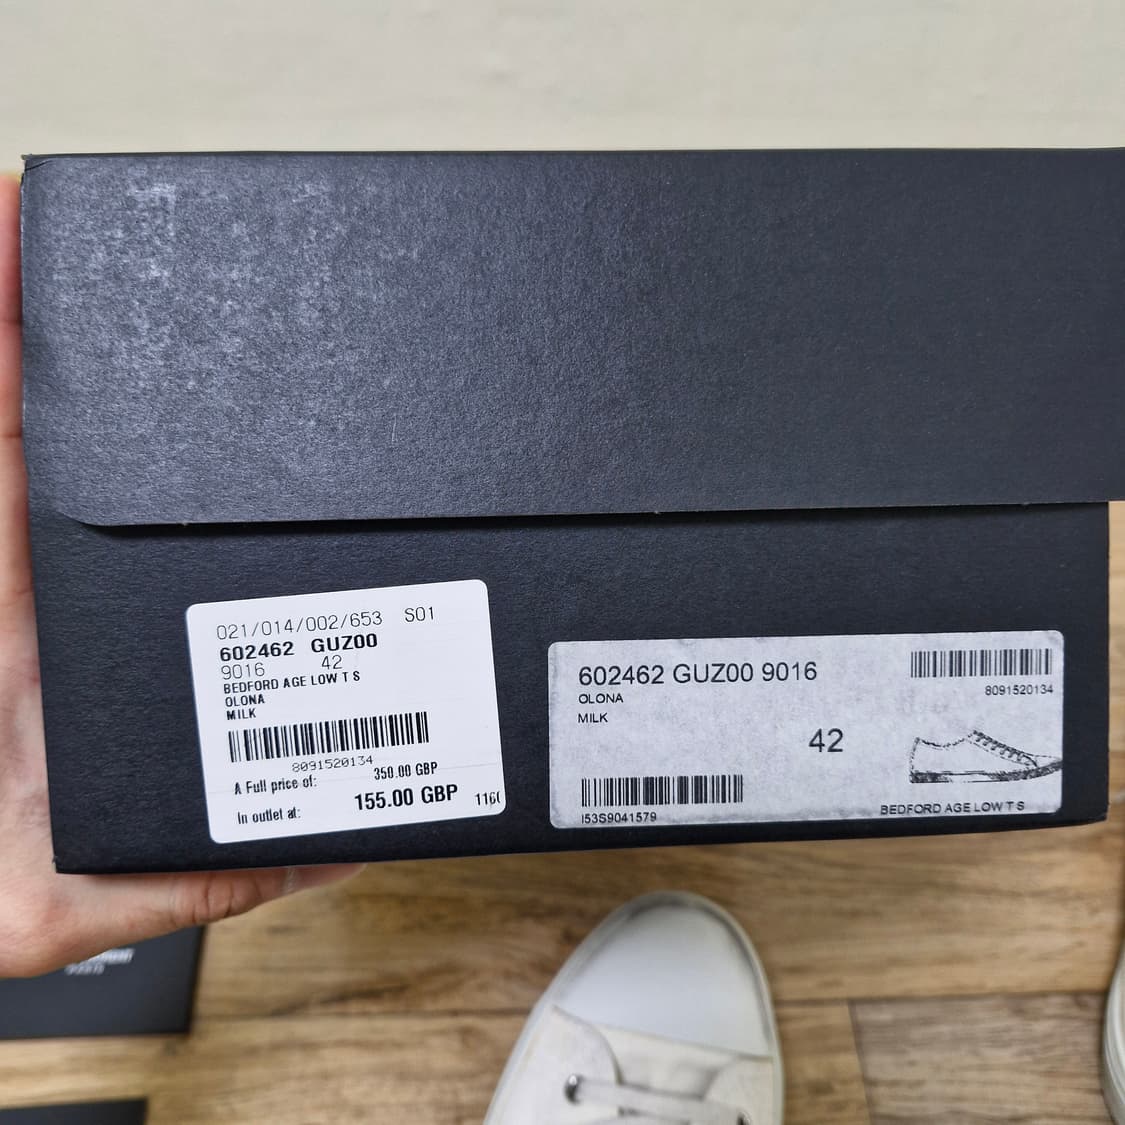 021/014/002/653 S01
602462 GUZ00
9016 42
BEDFORD AGE LOW T S
OLONA
MILK
8091520134
A Full price of: 350.00 GBP
In outlet at: 155.00 GBP 1160
602462 GUZ00 9016
OLONA
MILK
8091520134
42
I53S9041579
BEDFORD AGE LOW T S
PARIS